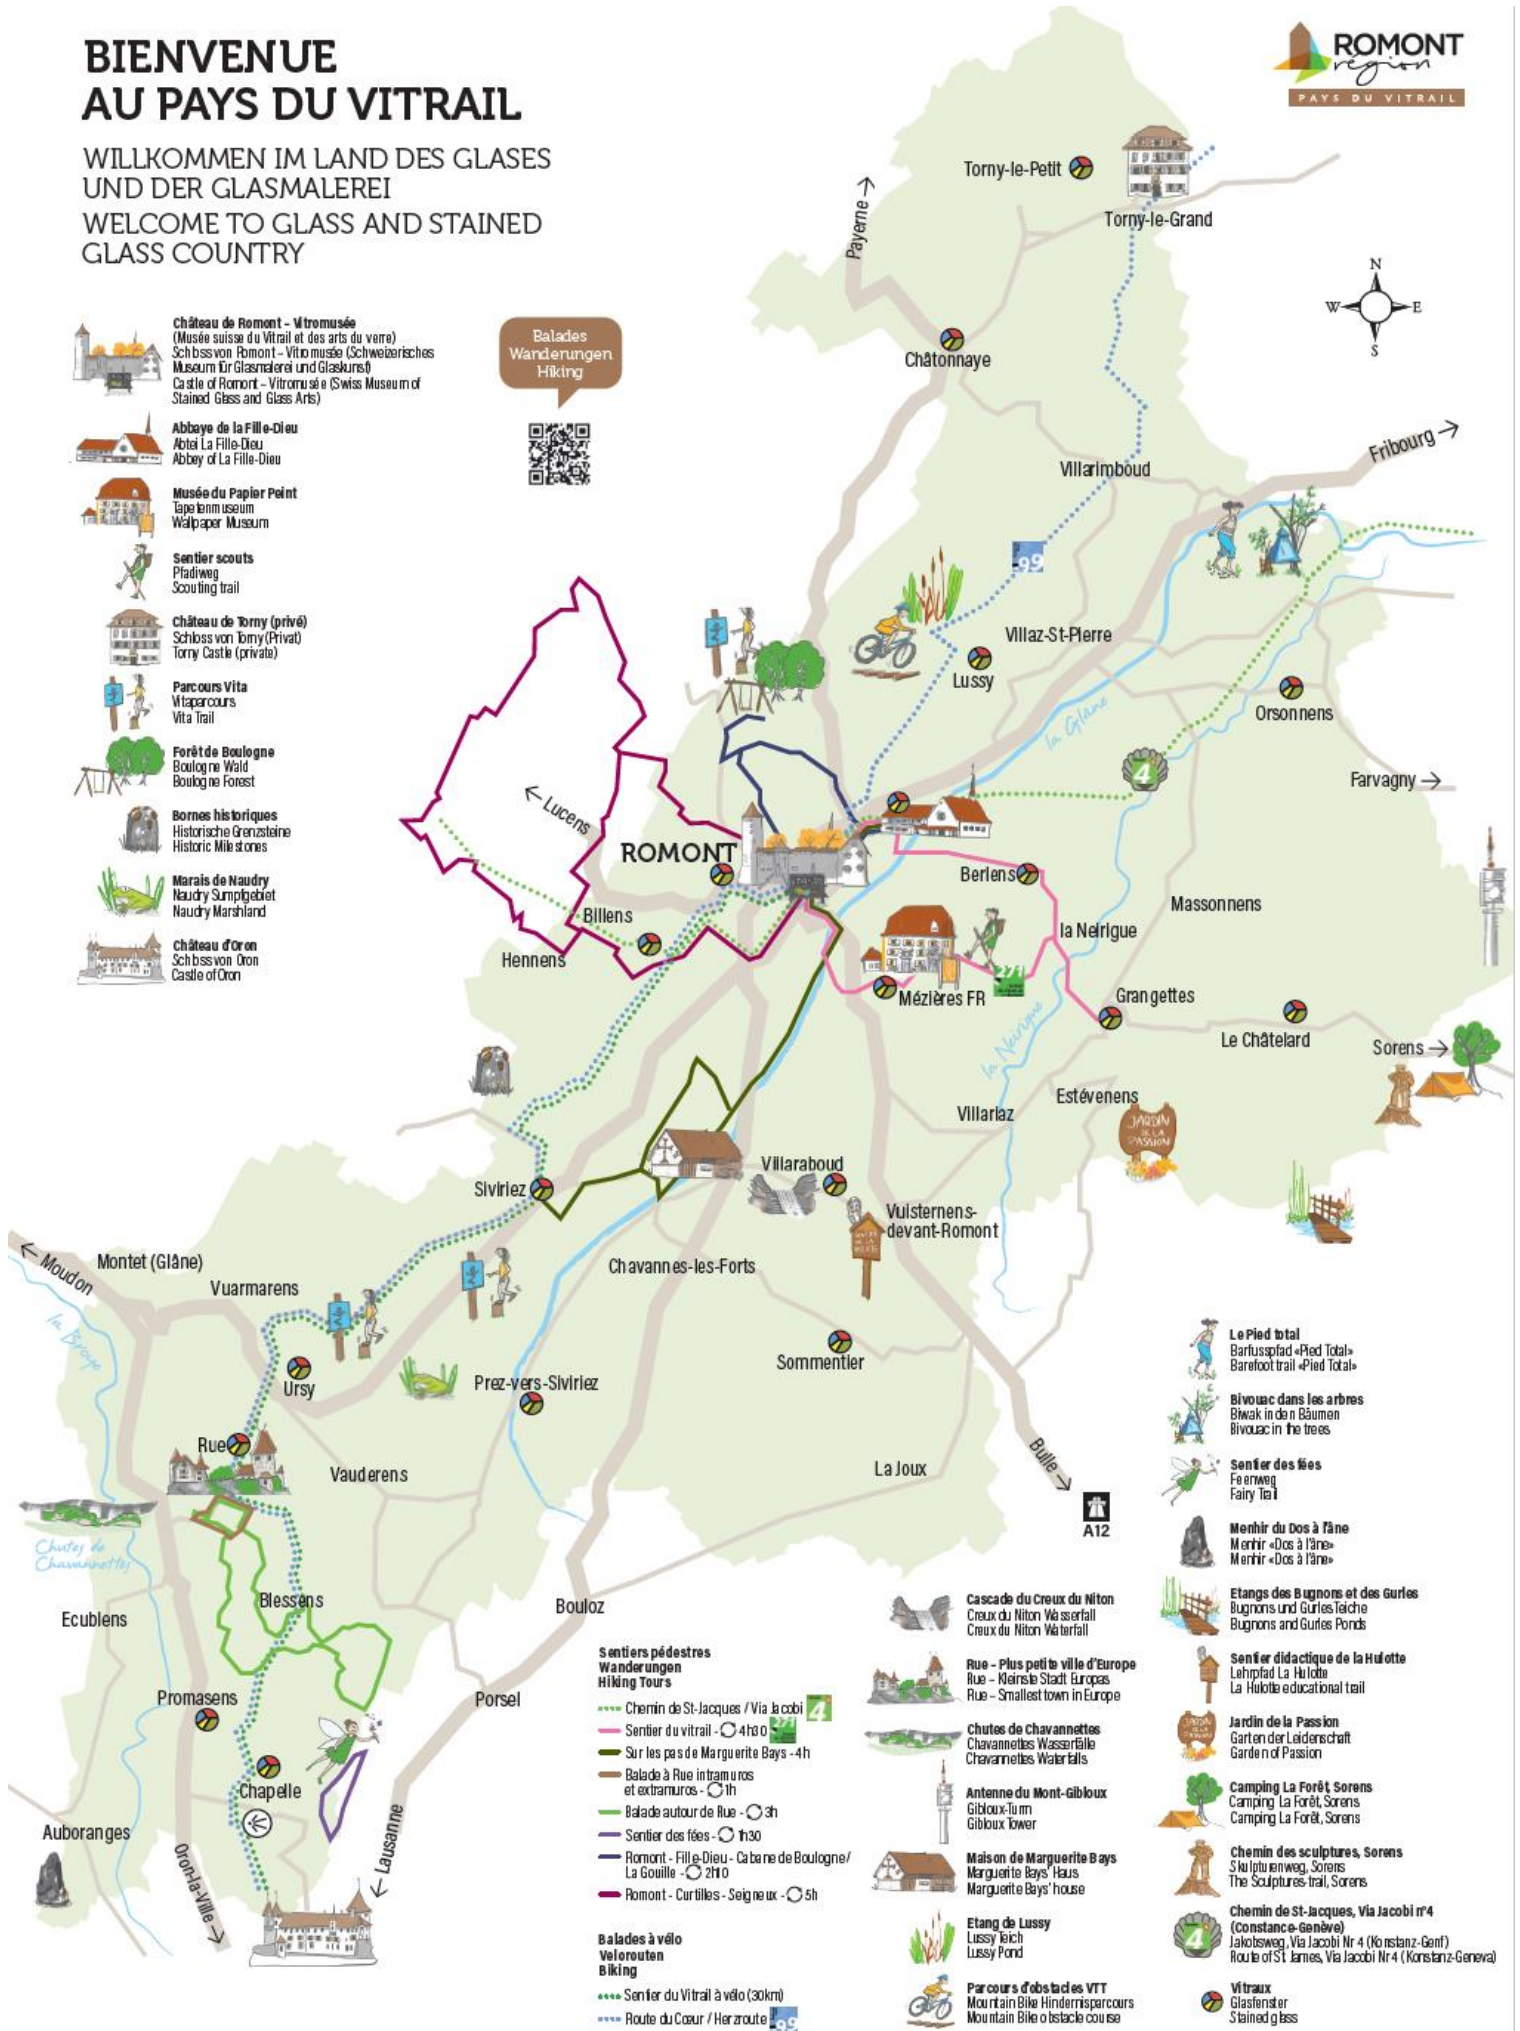 BIENVENUE
AU PAYS DU VITRAIL
WILLKOMMEN IM LAND DES GLASES
UND DER GLASMALEREI
WELCOME TO GLASS AND STAINED
GLASS COUNTRY
ROMONT
région
PAYS DU VITRAIL
Château de Romont - Vitromusée
(Musée suisse du Vitrail et des arts du verre)
Schloss von Romont - Vitromusée (Schweizerisches
Museum für Glasmalerei und Glaskunst)
Castle of Romont - Vitromusée (Swiss Museum of
Stained Glass and Glass Arts)
Abbaye de la Fille-Dieu
Abtei La Fille-Dieu
Abbey of La Fille-Dieu
Musée du Papier Peint
Tapetenmuseum
Wallpaper Museum
Sentier scouts
Pfadiweg
Scouting trail
Château de Torny (privé)
Schloss von Torny (Privat)
Torny Castle (private)
Parcours Vita
Vitaparcours
Vita Trail
Forêt de Boulogne
Boulogne Wald
Boulogne Forest
Bornes historiques
Historische Grenzsteine
Historic Milestones
Marais de Naudry
Naudry Sumpfgebiet
Naudry Marshland
Château d'Oron
Schloss von Oron
Castle of Oron
Balades
Wanderungen
Hiking
N
W
E
S
Torny-le-Petit
Torny-le-Grand
Payerne →
Châtonnaye
Villarimboud
Fribourg →
99
Villaz-St-Pierre
Lussy
la Glâne
Orsonnens
4
Farvagny →
← Lucens
ROMONT
Berlens
Massonnens
Billens
la Neirigue
Hennens
271
Mézières FR
Grangettes
la Neirigue
Le Châtelard
Sorens →
Estévenens
Villariaz
JARDIN
DE LA
PASSION
Villaraboud
Siviriez
Vuisternens-
devant-Romont
Chavannes-les-Forts
← Moudon
Montet (Glâne)
Vuarmarens
la Broye
Sommentier
Ursy
Prez-vers-Siviriez
Rue
Vauderens
La Joux
Bulle →
A12
Chutes de
Chavannettes
Blessens
Ecublens
Bouloz
Promasens
Porsel
Chapelle
Auboranges
Oron-la-Ville →
← Lausanne
Sentiers pédestres
Wanderungen
Hiking Tours
Chemin de St-Jacques / Via Jacobi 4
Sentier du vitrail - 4h30 271
Sur les pas de Marguerite Bays - 4h
Balade à Rue intramuros
et extramuros - 1h
Balade autour de Rue - 3h
Sentier des fées - 1h30
Romont - Fille-Dieu - Cabane de Boulogne/
La Gouille - 2h10
Romont - Curtilles - Seigneux - 5h
Balades à vélo
Velorouten
Biking
Sentier du Vitrail à vélo (30km)
Route du Cœur / Herzroute 99
Cascade du Creux du Niton
Creux du Niton Wasserfall
Creux du Niton Waterfall
Rue - Plus petite ville d'Europe
Rue - Kleinste Stadt Europas
Rue - Smallest town in Europe
Chutes de Chavannettes
Chavannettes Wasserfälle
Chavannettes Waterfalls
Antenne du Mont-Gibloux
Gibloux-Turm
Gibloux Tower
Maison de Marguerite Bays
Marguerite Bays' Haus
Marguerite Bays' house
Etang de Lussy
Lussy Teich
Lussy Pond
Parcours d'obstacles VTT
Mountain Bike Hindernisparcours
Mountain Bike obstacle course
Le Pied total
Barfusspfad «Pied Total»
Barefoot trail «Pied Total»
Bivouac dans les arbres
Biwak in den Bäumen
Bivouac in the trees
Sentier des fées
Feenweg
Fairy Trail
Menhir du Dos à l'âne
Menhir «Dos à l'âne»
Menhir «Dos à l'âne»
Etangs des Bugnons et des Gurles
Bugnons und Gurles Teiche
Bugnons and Gurles Ponds
Sentier didactique de la Hulotte
Lehrpfad La Hulotte
La Hulotte educational trail
JARDIN
DE LA
PASSION
Jardin de la Passion
Garten der Leidenschaft
Garden of Passion
Camping La Forêt, Sorens
Camping La Forêt, Sorens
Camping La Forêt, Sorens
Chemin des sculptures, Sorens
Skulpturenweg, Sorens
The Sculptures trail, Sorens
4
Chemin de St-Jacques, Via Jacobi n°4
(Constance-Genève)
Jakobsweg, Via Jacobi Nr 4 (Konstanz-Genf)
Route of St James, Via Jacobi Nr 4 (Konstanz-Geneva)
Vitraux
Glasfenster
Stained glass